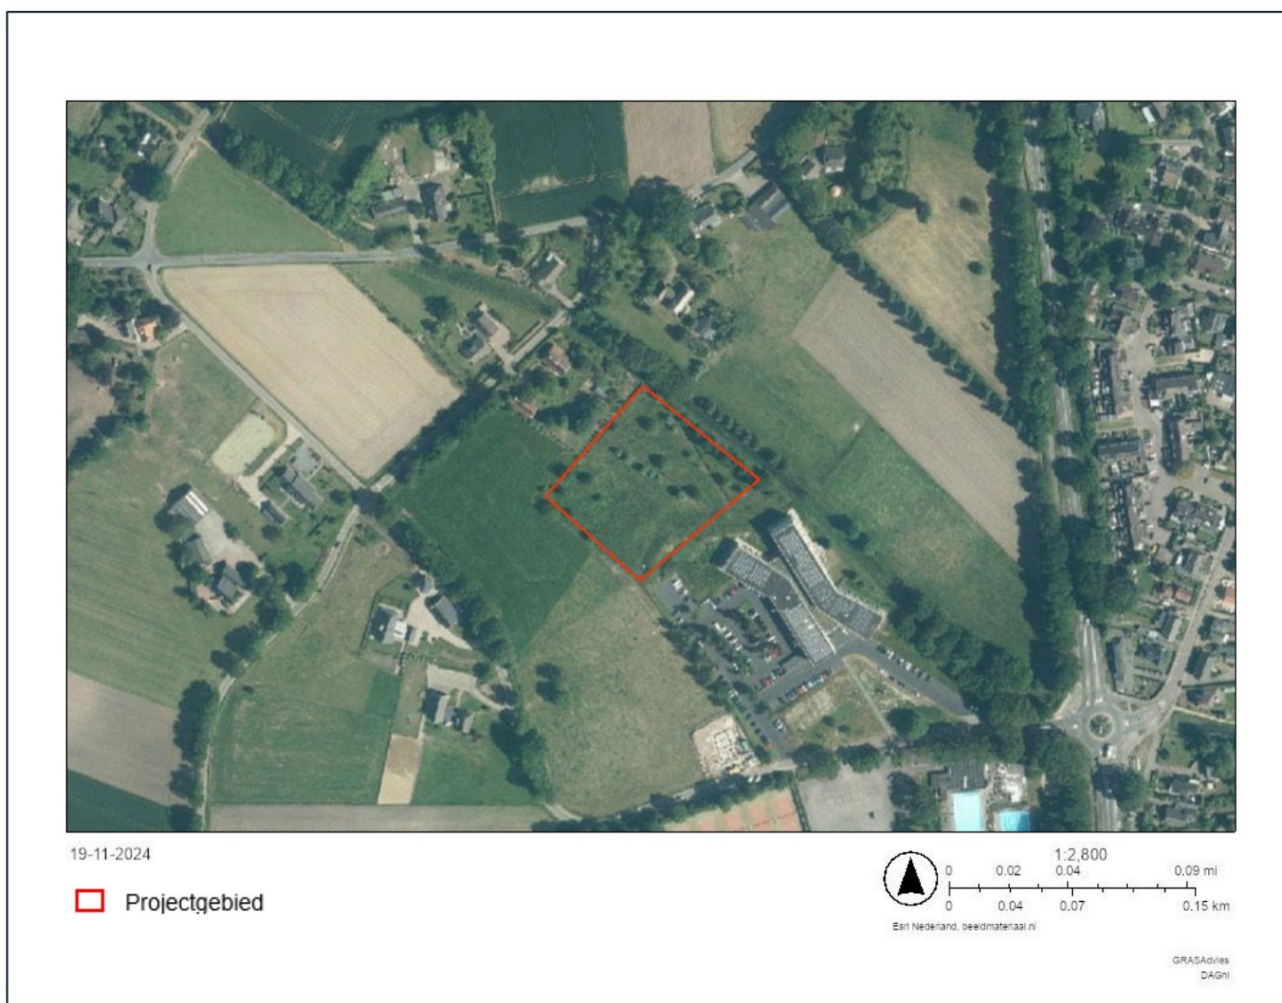 19-11-2024
Projectgebied
1:2,800
0 0.02 0.04 0.09 mi
0 0.04 0.07 0.15 km
Esri Nederland, beeldmateriaal.nl
GRASAdvies
DAGnl